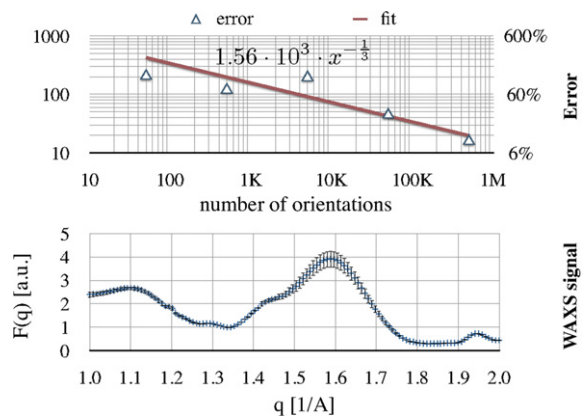 error fit
1000 600%
1.56 · 10^3 · x^{-1/3}
100 60%
10 6%
Error
10 100 1K 10K 100K 1M
number of orientations
5
4
3
2
1
0
F(q) [a.u.]
WAXS signal
1.0 1.1 1.2 1.3 1.4 1.5 1.6 1.7 1.8 1.9 2.0
q [1/A]